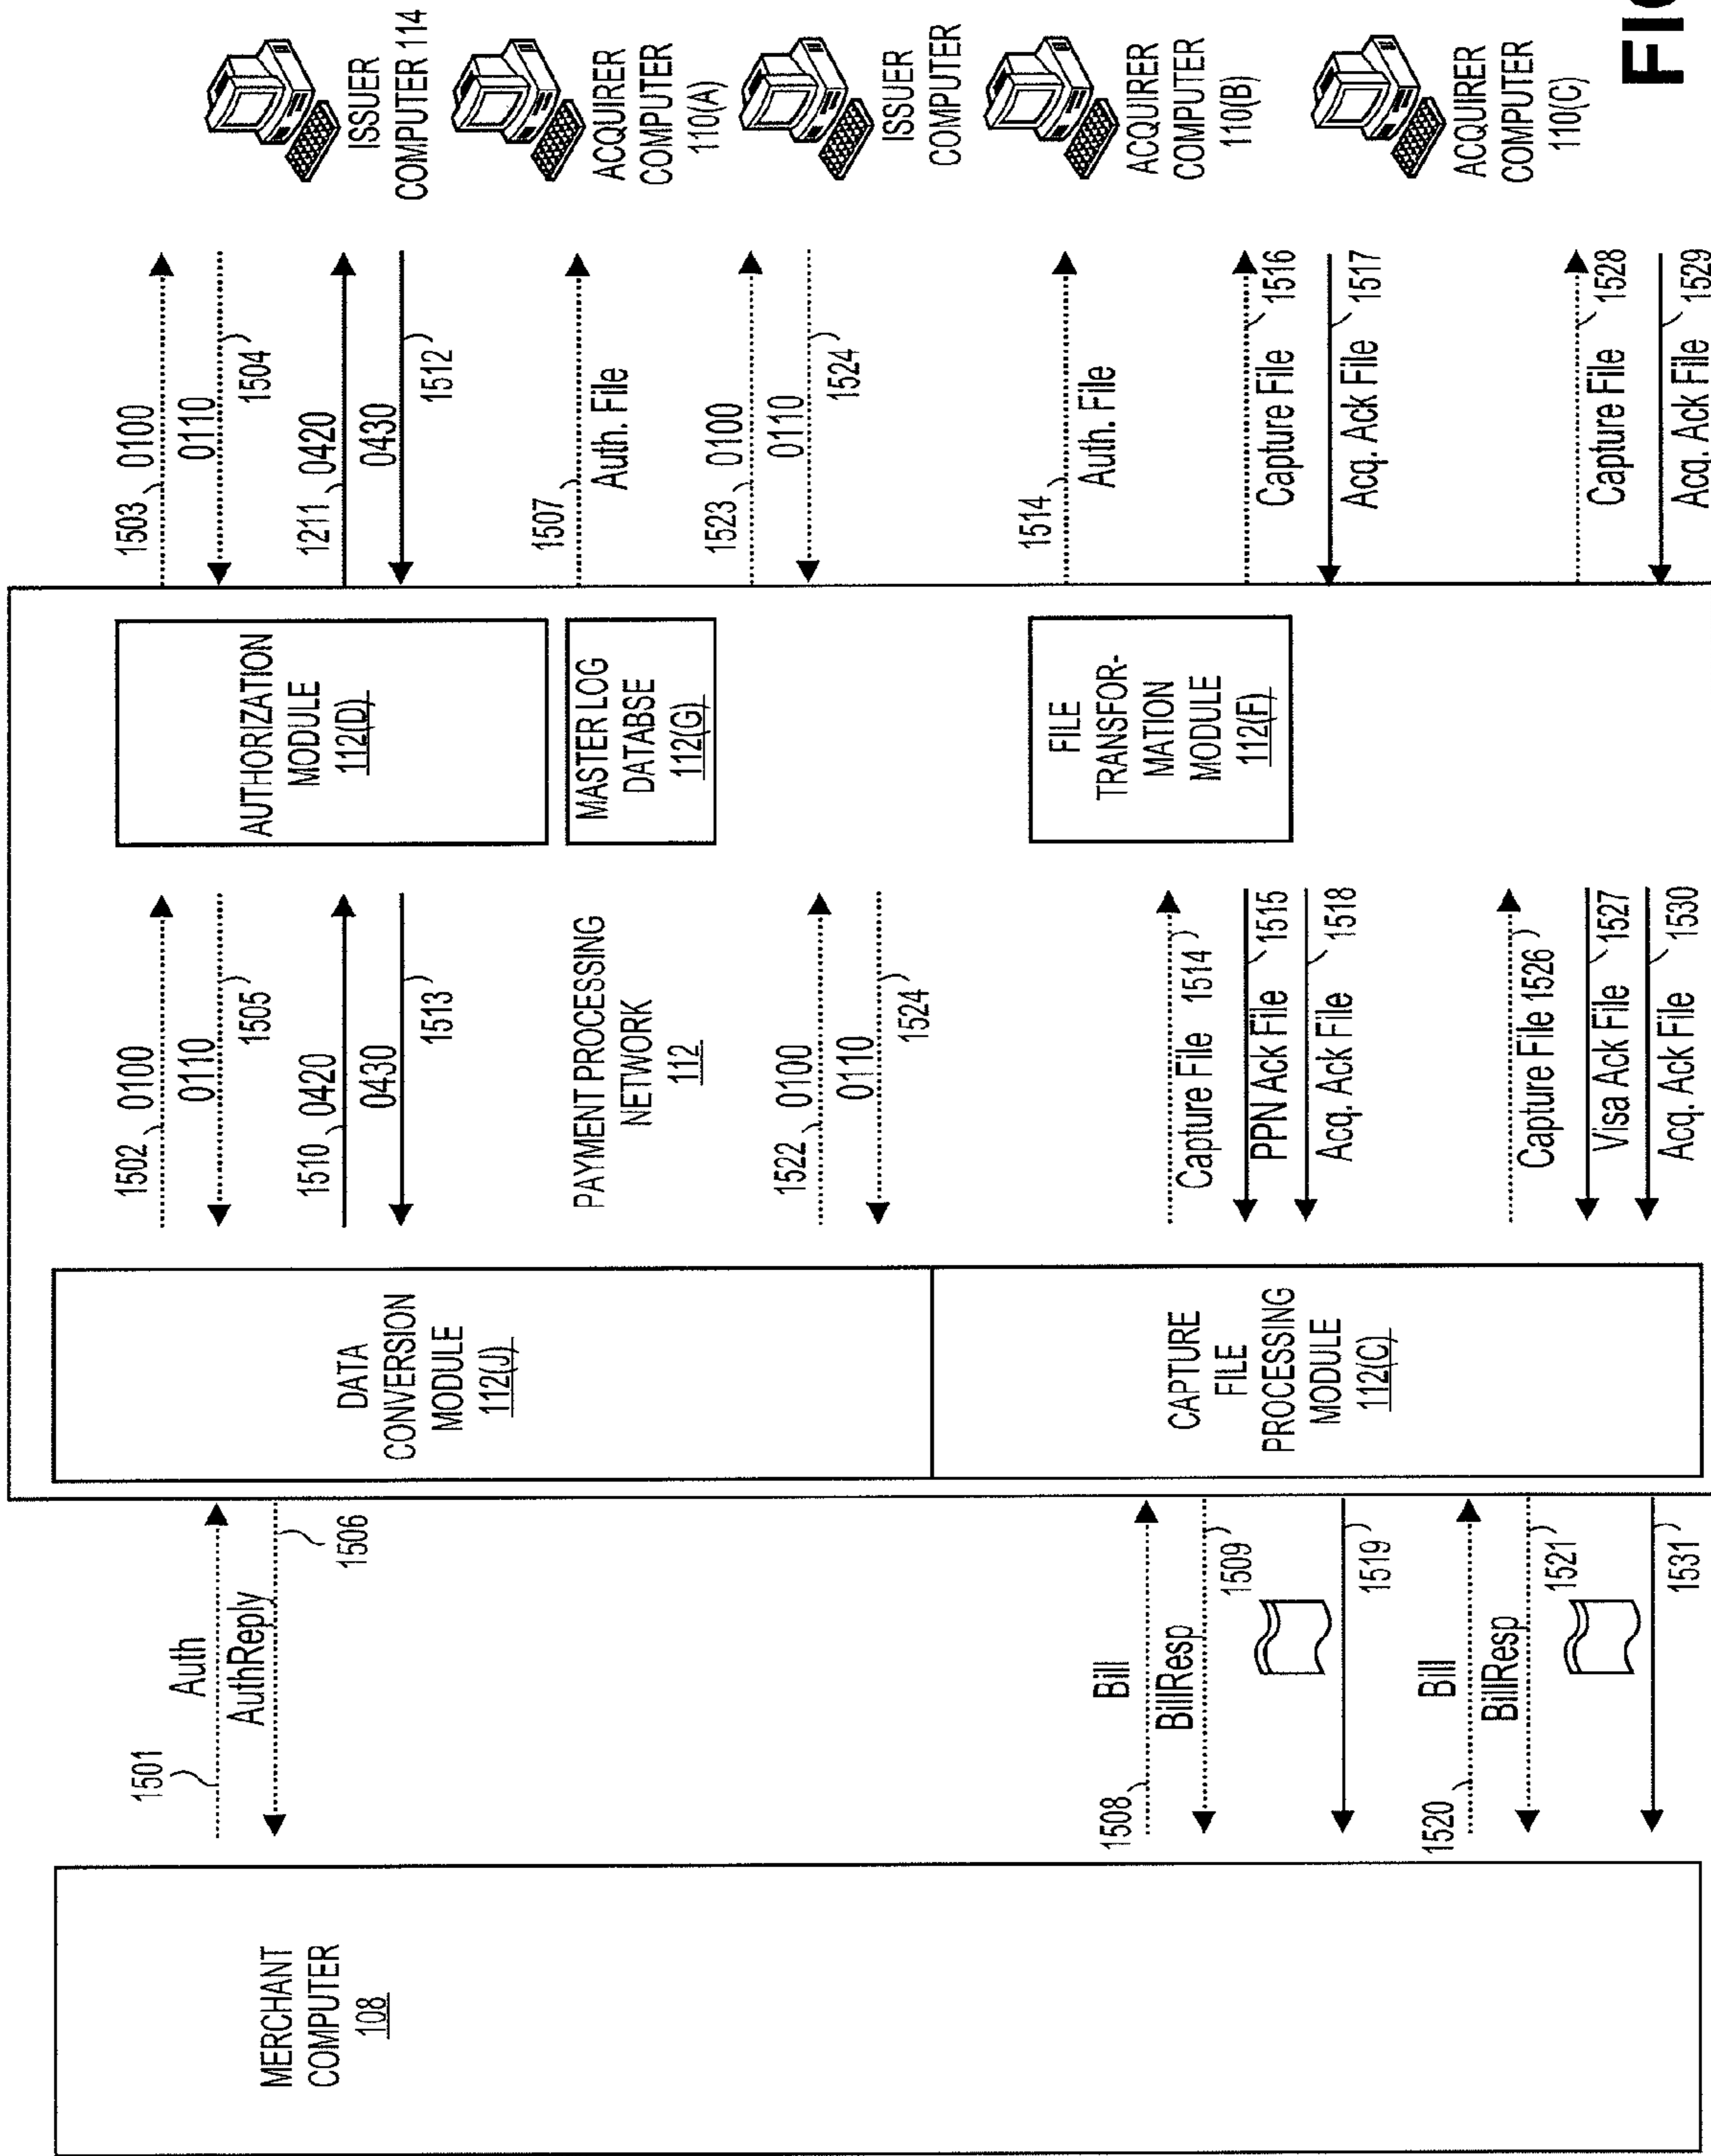 MERCHANT
COMPUTER
108
1501
Auth
AuthReply
1506
1508
Bill
BillResp
1509
1519
1520
Bill
BillResp
1521
1531
DATA
CONVERSION
MODULE
112(J)
CAPTURE
FILE
PROCESSING
MODULE
112(C)
1502 0100
0110
1505
1510 0420
0430
1513
PAYMENT PROCESSING
NETWORK
112
1522 0100
0110
1524
Capture File 1514
PPN Ack File 1515
Acq. Ack File 1518
Capture File 1526
Visa Ack File 1527
Acq. Ack File 1530
AUTHORIZATION
MODULE
112(D)
MASTER LOG
DATABSE
112(G)
FILE
TRANSFOR-
MATION
MODULE
112(F)
1503 0100
0110
1504
1211 0420
0430
1512
1507
Auth. File
1523 0100
0110
1524
1514
Auth. File
Capture File 1516
Acq. Ack File 1517
Capture File 1528
Acq. Ack File 1529
ISSUER
COMPUTER 114
ACQUIRER
COMPUTER
110(A)
ISSUER
COMPUTER
ACQUIRER
COMPUTER
110(B)
ACQUIRER
COMPUTER
110(C)